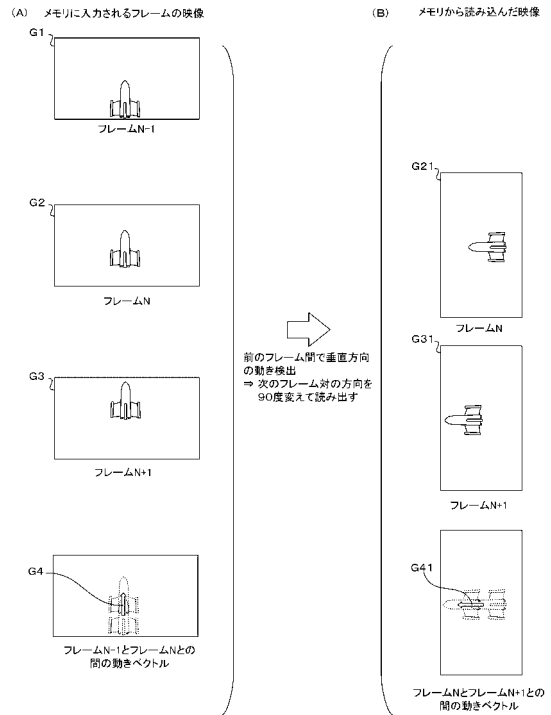 (A) メモリに入力されるフレームの映像
G1
フレームN-1
G2
フレームN
G3
フレームN+1
G4
フレームN-1とフレームNとの
間の動きベクトル
前のフレーム間で垂直方向
の動き検出
⇒ 次のフレーム対の方向を
90度変えて読み出す
(B) メモリから読み込んだ映像
G21
フレームN
G31
フレームN+1
G41
フレームNとフレームN+1との
間の動きベクトル